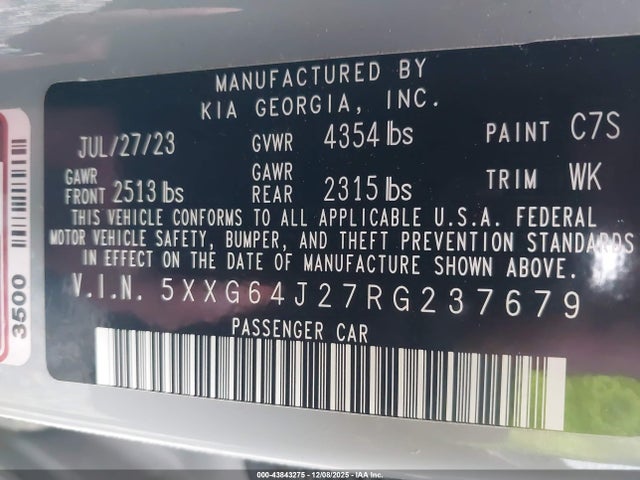 MANUFACTURED BY
KIA GEORGIA, INC.
JUL/27/23 GVWR 4354 lbs PAINT C7S
GAWR FRONT 2513 lbs GAWR REAR 2315 lbs TRIM WK
THIS VEHICLE CONFORMS TO ALL APPLICABLE U.S.A. FEDERAL
MOTOR VEHICLE SAFETY, BUMPER, AND THEFT PREVENTION STANDARDS
IN EFFECT ON THE DATE OF MANUFACTURE SHOWN ABOVE.
V.I.N. 5XXG64J27RG237679
PASSENGER CAR
3500
000-43843275 - 12/08/2025 - IAA Inc.